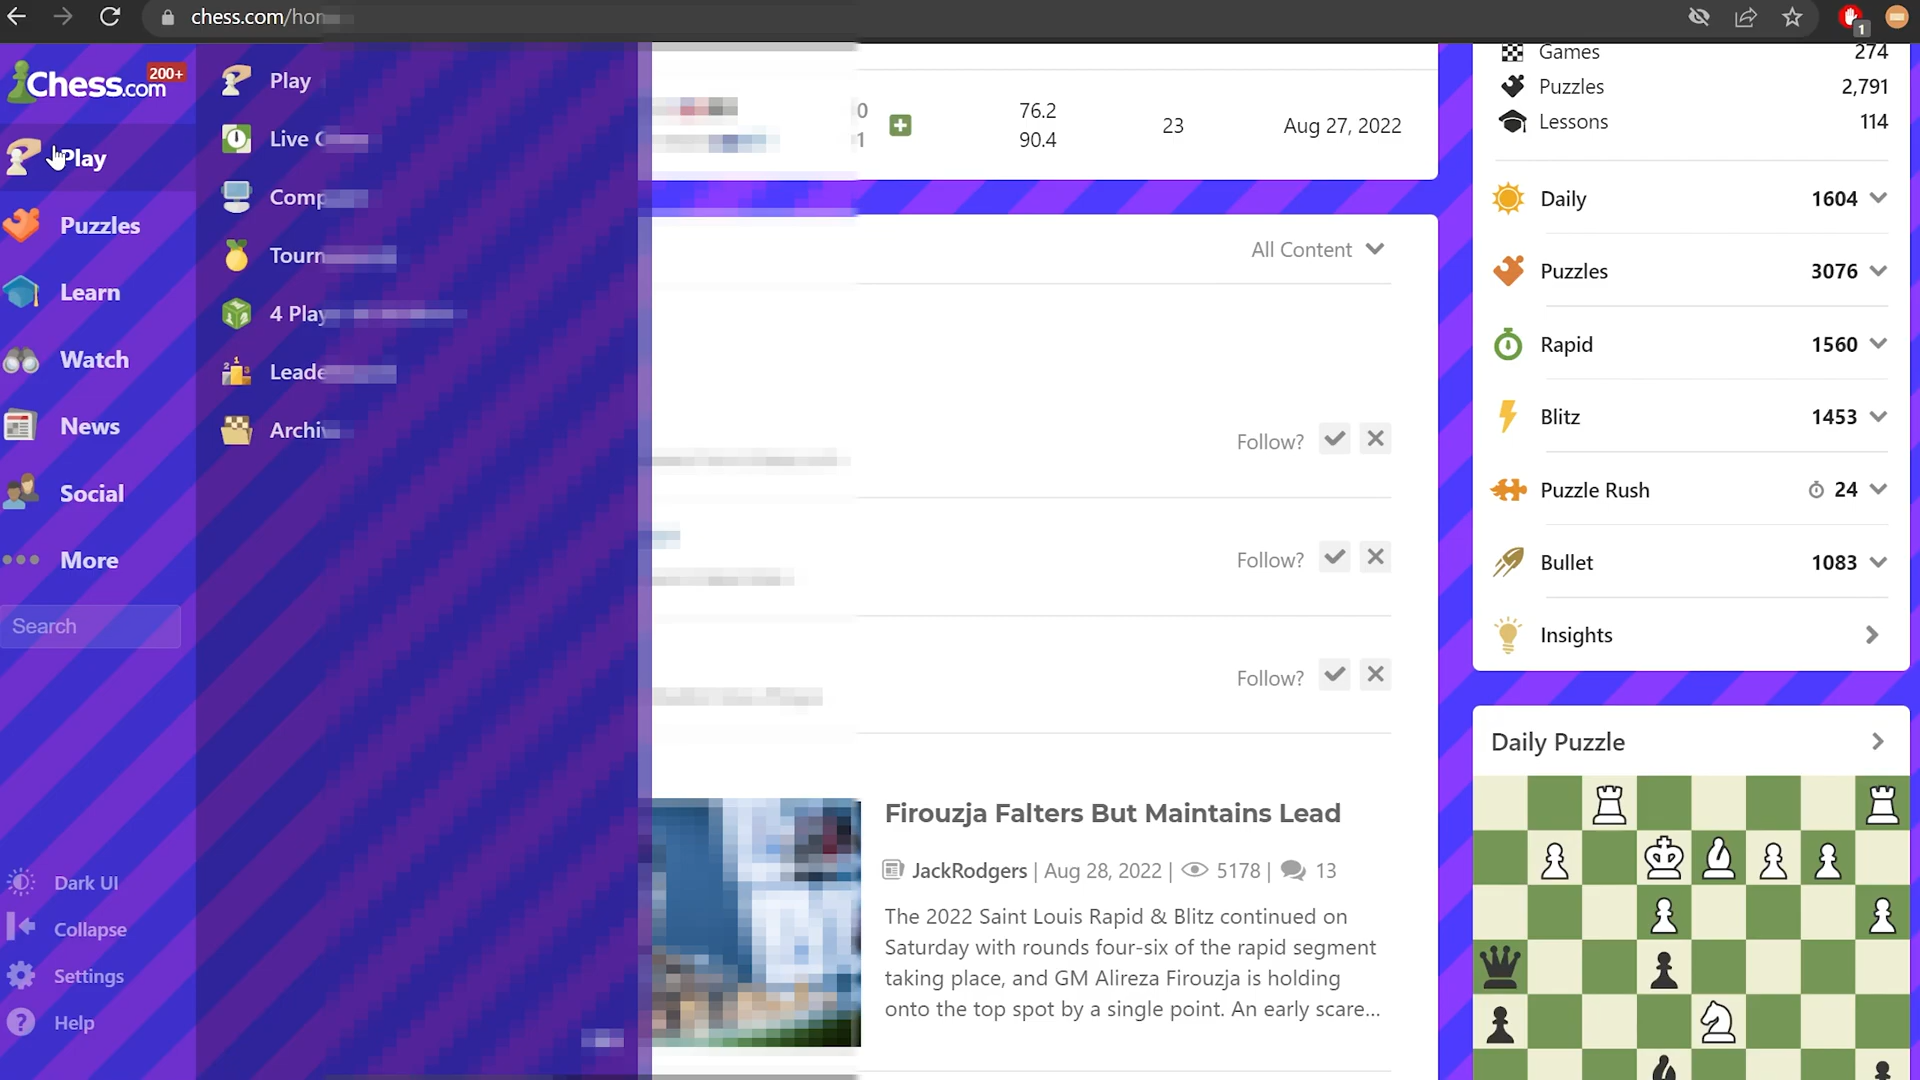 chess.com/hom
1
Chess.com
200+
Play
Puzzles
Learn
Watch
News
Social
More
Search
Dark UI
Collapse
Settings
Help
Play
Live
4
0
1
76.2
90.4
23
Aug 27, 2022
All Content
Follow?
Follow?
Follow?
Firouzja Falters But Maintains Lead
JackRodgers | Aug 28, 2022 | 5178 | 13
The 2022 Saint Louis Rapid & Blitz continued on
Saturday with rounds four-six of the rapid segment
taking place, and GM Alireza Firouzja is holding
onto the top spot by a single point. An early scare...
Games 274
Puzzles 2,791
Lessons 114
Daily 1604
Puzzles 3076
Rapid 1560
Blitz 1453
Puzzle Rush 24
Bullet 1083
Insights
Daily Puzzle